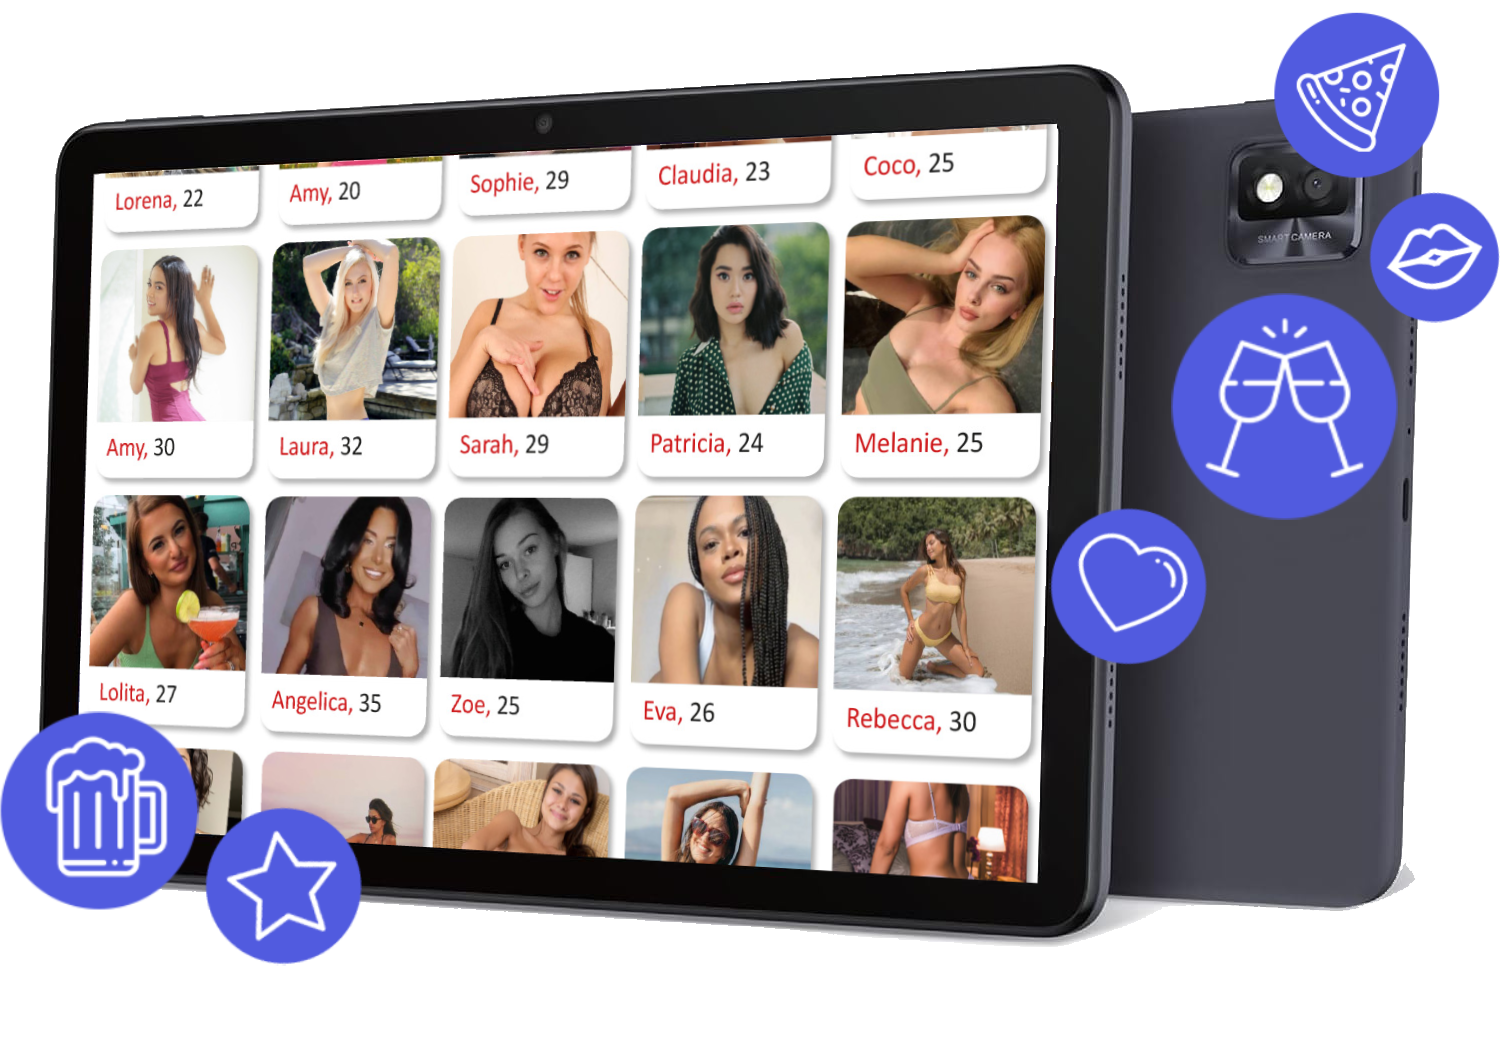 Lorena, 22
Amy, 20
Sophie, 29
Claudia, 23
Coco, 25
Amy, 30
Laura, 32
Sarah, 29
Patricia, 24
Melanie, 25
Lolita, 27
Angelica, 35
Zoe, 25
Eva, 26
Rebecca, 30
SMART CAMERA